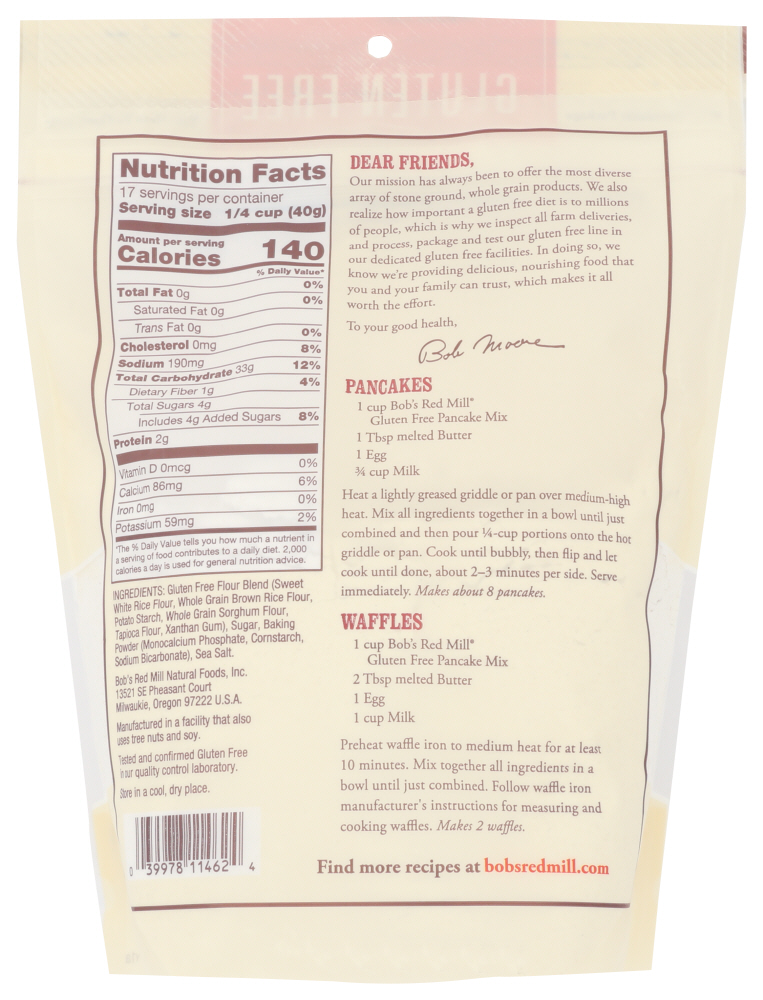 GLUTEN FREE
Nutrition Facts
17 servings per container
Serving size 1/4 cup (40g)
Amount per serving
Calories 140
% Daily Value*
Total Fat 0g 0%
Saturated Fat 0g 0%
Trans Fat 0g
Cholesterol 0mg 0%
Sodium 190mg 8%
Total Carbohydrate 33g 12%
Dietary Fiber 1g 4%
Total Sugars 4g
Includes 4g Added Sugars 8%
Protein 2g
Vitamin D 0mcg 0%
Calcium 86mg 6%
Iron 0mg 0%
Potassium 59mg 2%
*The % Daily Value tells you how much a nutrient in
a serving of food contributes to a daily diet. 2,000
calories a day is used for general nutrition advice.
INGREDIENTS: Gluten Free Flour Blend (Sweet
White Rice Flour, Whole Grain Brown Rice Flour,
Potato Starch, Whole Grain Sorghum Flour,
Tapioca Flour, Xanthan Gum), Sugar, Baking
Powder (Monocalcium Phosphate, Cornstarch,
Sodium Bicarbonate), Sea Salt.
Bob's Red Mill Natural Foods, Inc.
13521 SE Pheasant Court
Milwaukie, Oregon 97222 U.S.A.
Manufactured in a facility that also
uses tree nuts and soy.
Tested and confirmed Gluten Free
in our quality control laboratory.
Store in a cool, dry place.
0 39978 11462 4
DEAR FRIENDS,
Our mission has always been to offer the most diverse
array of stone ground, whole grain products. We also
realize how important a gluten free diet is to millions
of people, which is why we inspect all farm deliveries,
and process, package and test our gluten free line in
our dedicated gluten free facilities. In doing so, we
know we're providing delicious, nourishing food that
you and your family can trust, which makes it all
worth the effort.
To your good health,
Bob Moore
PANCAKES
1 cup Bob's Red Mill®
Gluten Free Pancake Mix
1 Tbsp melted Butter
1 Egg
¾ cup Milk
Heat a lightly greased griddle or pan over medium-high
heat. Mix all ingredients together in a bowl until just
combined and then pour ¼-cup portions onto the hot
griddle or pan. Cook until bubbly, then flip and let
cook until done, about 2–3 minutes per side. Serve
immediately. Makes about 8 pancakes.
WAFFLES
1 cup Bob's Red Mill®
Gluten Free Pancake Mix
2 Tbsp melted Butter
1 Egg
1 cup Milk
Preheat waffle iron to medium heat for at least
10 minutes. Mix together all ingredients in a
bowl until just combined. Follow waffle iron
manufacturer's instructions for measuring and
cooking waffles. Makes 2 waffles.
Find more recipes at bobsredmill.com